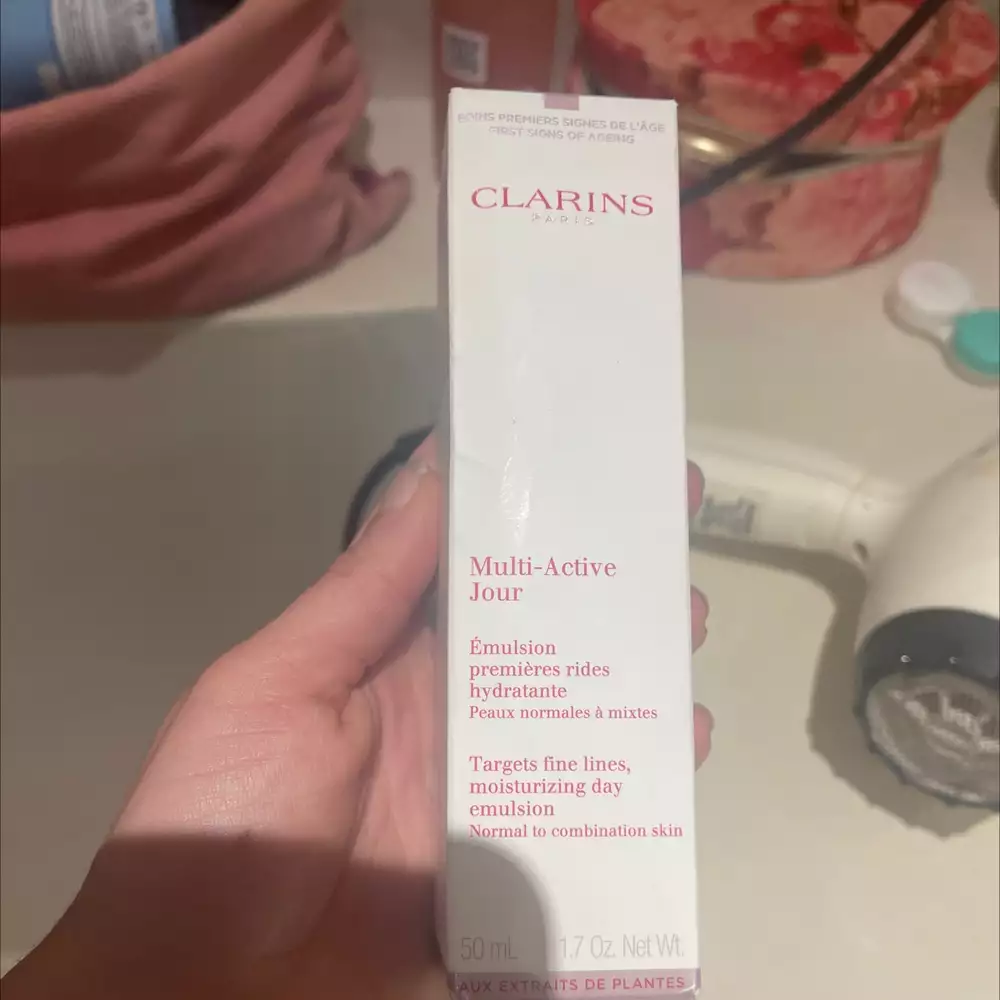 SOINS PREMIERS SIGNES DE L'ÂGE
FIRST SIGNS OF AGEING
CLARINS
PARIS
Multi-Active
Jour
Émulsion
premières rides
hydratante
Peaux normales à mixtes
Targets fine lines,
moisturizing day
emulsion
Normal to combination skin
50 mL 1.7 Oz. Net Wt.
AUX EXTRAITS DE PLANTES